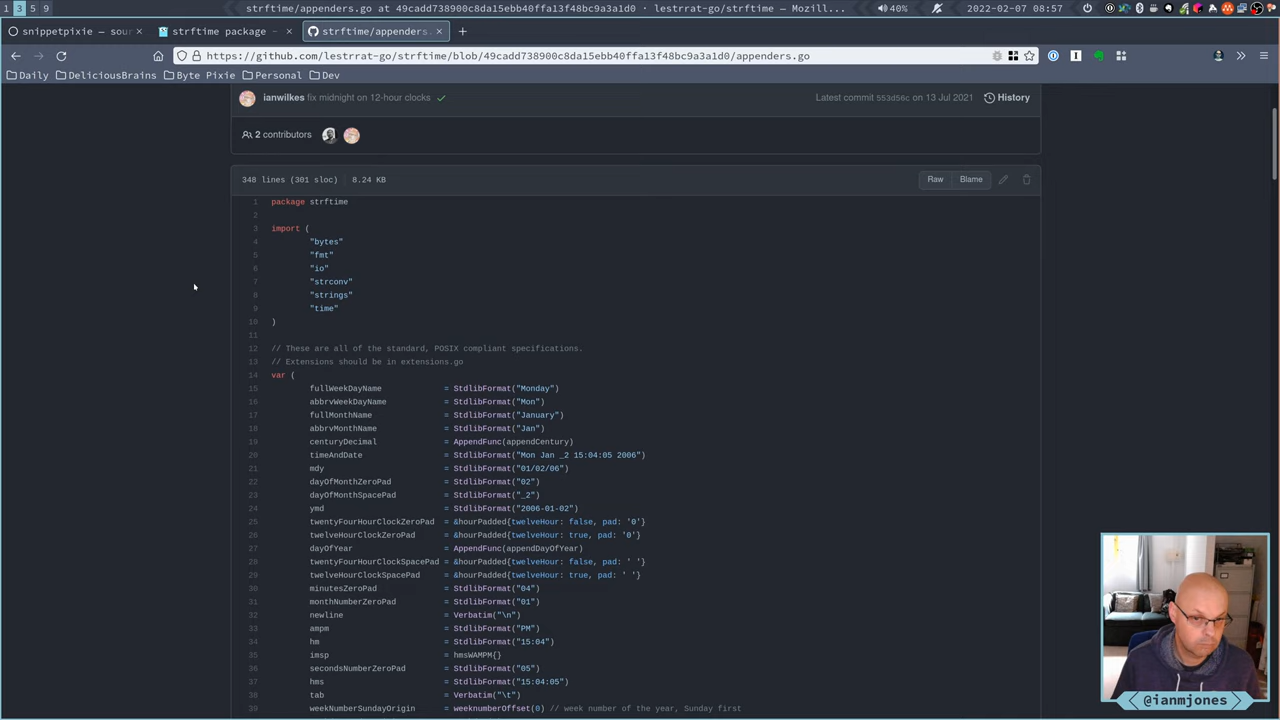 1 3 5 9
strftime/appenders.go at 49cadd738da15ebb40ffa13f48bc9a3a1d0 · lestrrat-go/strftime — Mozill...
40%
2022-02-07 08:57
snippetpixie — sour
strftime package -
strftime/appenders.
https://github.com/lestrrat-go/strftime/blob/49cadd738da15ebb40ffa13f48bc9a3a1d0/appenders.go
Daily DeliciousBrains Byte Pixie Personal Dev
ianwilkes fix midnight on 12-hour clocks
Latest commit 553d56c on 13 Jul 2021 History
2 contributors
348 lines (301 sloc) 8.24 KB
Raw Blame
1 package strftime
2
3 import (
4 "bytes"
5 "fmt"
6 "io"
7 "strconv"
8 "strings"
9 "time"
10 )
11
12 // These are all of the standard, POSIX compliant specifications.
13 // Extensions should be in extensions.go
14 var (
15 fullWeekDayName = StdlibFormat("Monday")
16 abbrvWeekDayName = StdlibFormat("Mon")
17 fullMonthName = StdlibFormat("January")
18 abbrvMonthName = StdlibFormat("Jan")
19 centuryDecimal = AppendFunc(appendCentury)
20 timeAndDate = StdlibFormat("Mon Jan _2 15:04:05 2006")
21 mdy = StdlibFormat("01/02/06")
22 dayOfMonthZeroPad = StdlibFormat("02")
23 dayOfMonthSpacePad = StdlibFormat("_2")
24 ymd = StdlibFormat("2006-01-02")
25 twentyFourHourClockZeroPad = &hourPadded{twelveHour: false, pad: '0'}
26 twelveHourClockZeroPad = &hourPadded{twelveHour: true, pad: '0'}
27 dayOfYear = AppendFunc(appendDayOfYear)
28 twentyFourHourClockSpacePad = &hourPadded{twelveHour: false, pad: ' '}
29 twelveHourClockSpacePad = &hourPadded{twelveHour: true, pad: ' '}
30 minutesZeroPad = StdlibFormat("04")
31 monthNumberZeroPad = StdlibFormat("01")
32 newline = Verbatim("\n")
33 ampm = StdlibFormat("PM")
34 hm = StdlibFormat("15:04")
35 imsp = hmsWAMPM{}
36 secondsNumberZeroPad = StdlibFormat("05")
37 hms = StdlibFormat("15:04:05")
38 tab = Verbatim("\t")
39 weekNumberSundayOrigin = weeknumberOffset(0) // week number of the year, Sunday first
@ianmjones